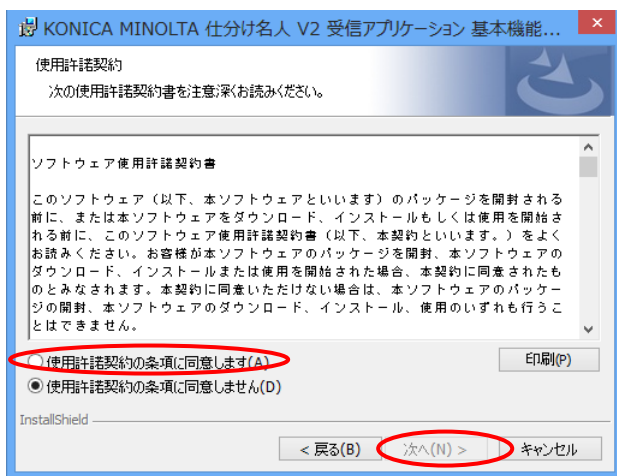 KONICA MINOLTA 仕分け名人 V2 受信アプリケーション 基本機能...
使用許諾契約
次の使用許諾契約書を注意深くお読みください。
ソフトウェア使用許諾契約書
このソフトウェア（以下、本ソフトウェアといいます）のパッケージを開封される
前に、または本ソフトウェアをダウンロード、インストールもしくは使用を開始さ
れる前に、このソフトウェア使用許諾契約書（以下、本契約といいます。）をよく
お読みください。お客様が本ソフトウェアのパッケージを開封、本ソフトウェアの
ダウンロード、インストールまたは使用を開始された場合、本契約に同意されたも
のとみなされます。本契約に同意いただけない場合は、本ソフトウェアのパッケー
ジの開封、本ソフトウェアのダウンロード、インストール、使用のいずれも行うこ
とはできません。
使用許諾契約の条項に同意します(A)
印刷(P)
使用許諾契約の条項に同意しません(D)
InstallShield
< 戻る(B)
次へ(N) >
キャンセル